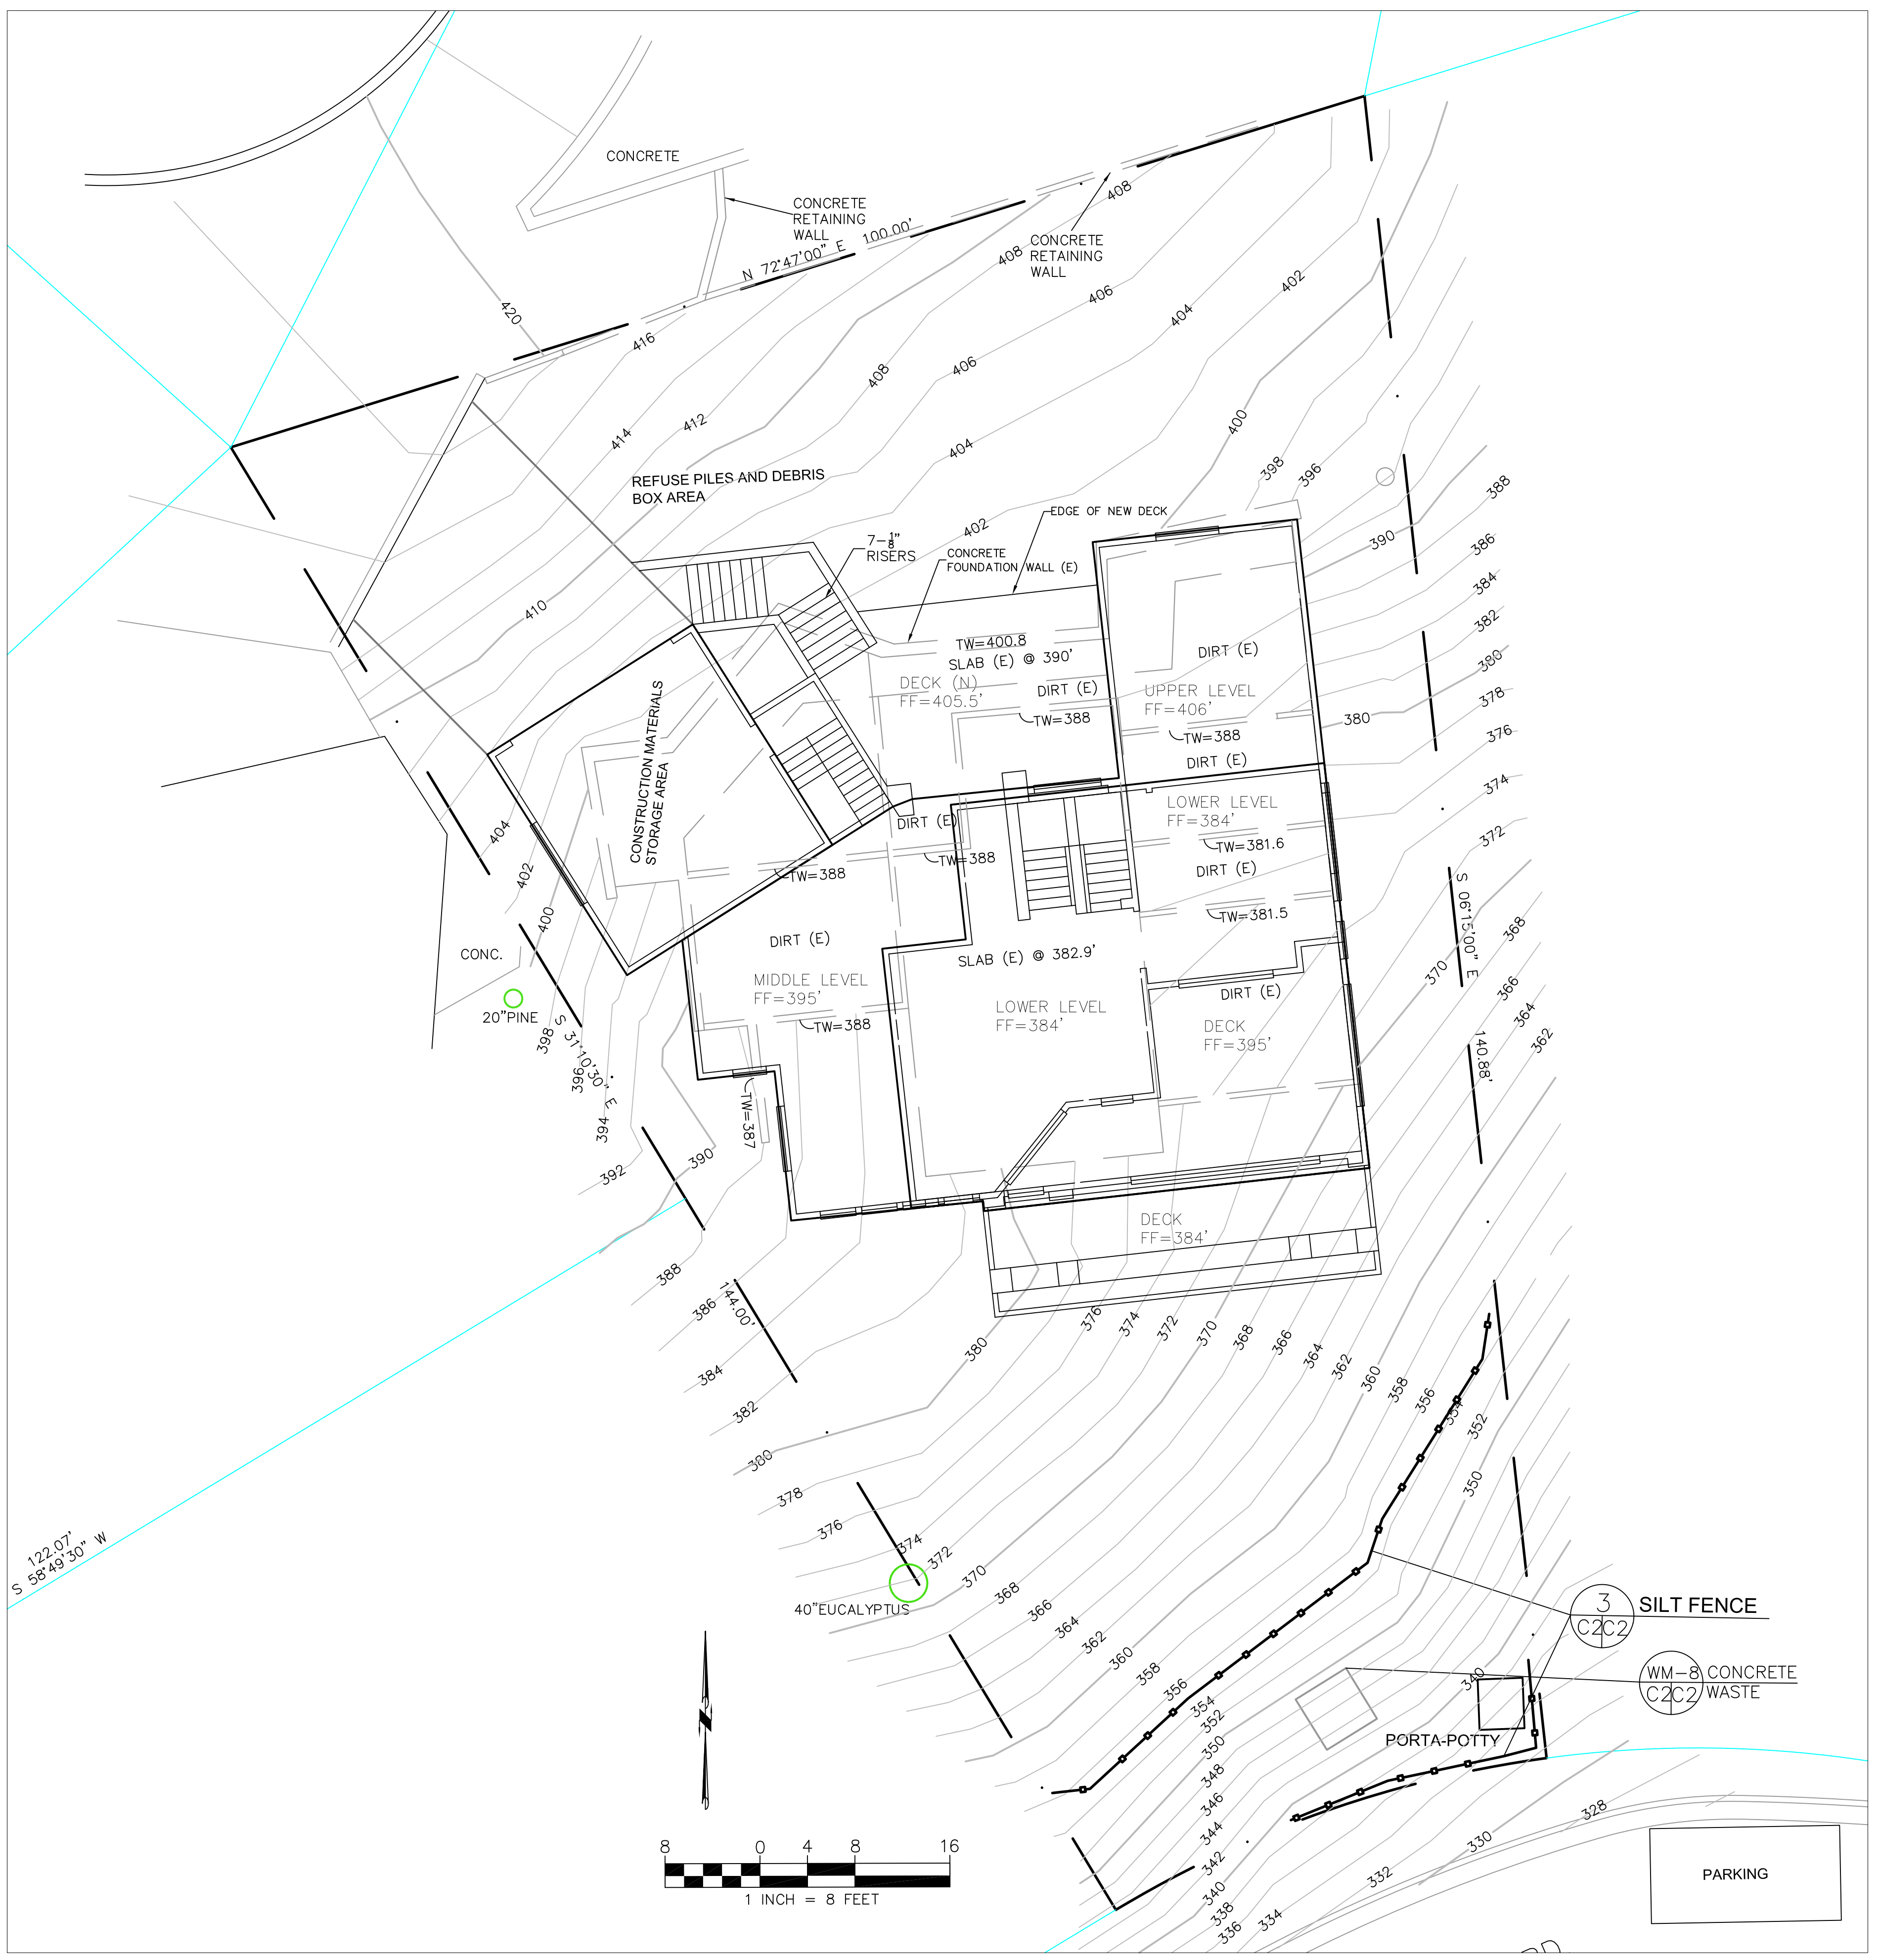 CONCRETE
CONCRETE
RETAINING
WALL
N 72°47'00" E 100.00'
408
CONCRETE
RETAINING
WALL
408
420
416
406
404
402
408
406
414
412
404
400
398
396
388
REFUSE PILES AND DEBRIS
BOX AREA
402
EDGE OF NEW DECK
7-1/8"
RISERS
CONCRETE
FOUNDATION WALL (E)
390
386
384
382
380
378
376
374
372
410
TW=400.8
SLAB (E) @ 390'
DIRT (E)
DECK (N)
FF=405.5'
DIRT (E)
UPPER LEVEL
FF=406'
TW=388
380
TW=388
DIRT (E)
CONSTRUCTION MATERIALS
STORAGE AREA
LOWER LEVEL
FF=384'
DIRT (E)
404
402
400
TW=388
TW=388
TW=381.6
DIRT (E)
TW=381.5
S 06°15'00" E
368
370
366
364
362
140.88'
CONC.
DIRT (E)
SLAB (E) @ 382.9'
MIDDLE LEVEL
FF=395'
DIRT (E)
20"PINE
LOWER LEVEL
FF=384'
DECK
FF=395'
TW=388
398
S 31°10'30" E
396
394
TW=387
392
390
DECK
FF=384'
388
386
144.00'
384
382
380
380
376
374
372
370
368
366
364
362
360
358
356
354
352
350
378
376
374
372
370
368
366
364
362
360
358
356
354
352
350
348
346
344
342
340
338
336
334
332
330
328
340
40"EUCALYPTUS
122.07'
S 58°49'30" W
3
C2 C2
SILT FENCE
WM-8
C2 C2
CONCRETE
WASTE
PORTA-POTTY
PARKING
8 0 4 8 16
1 INCH = 8 FEET